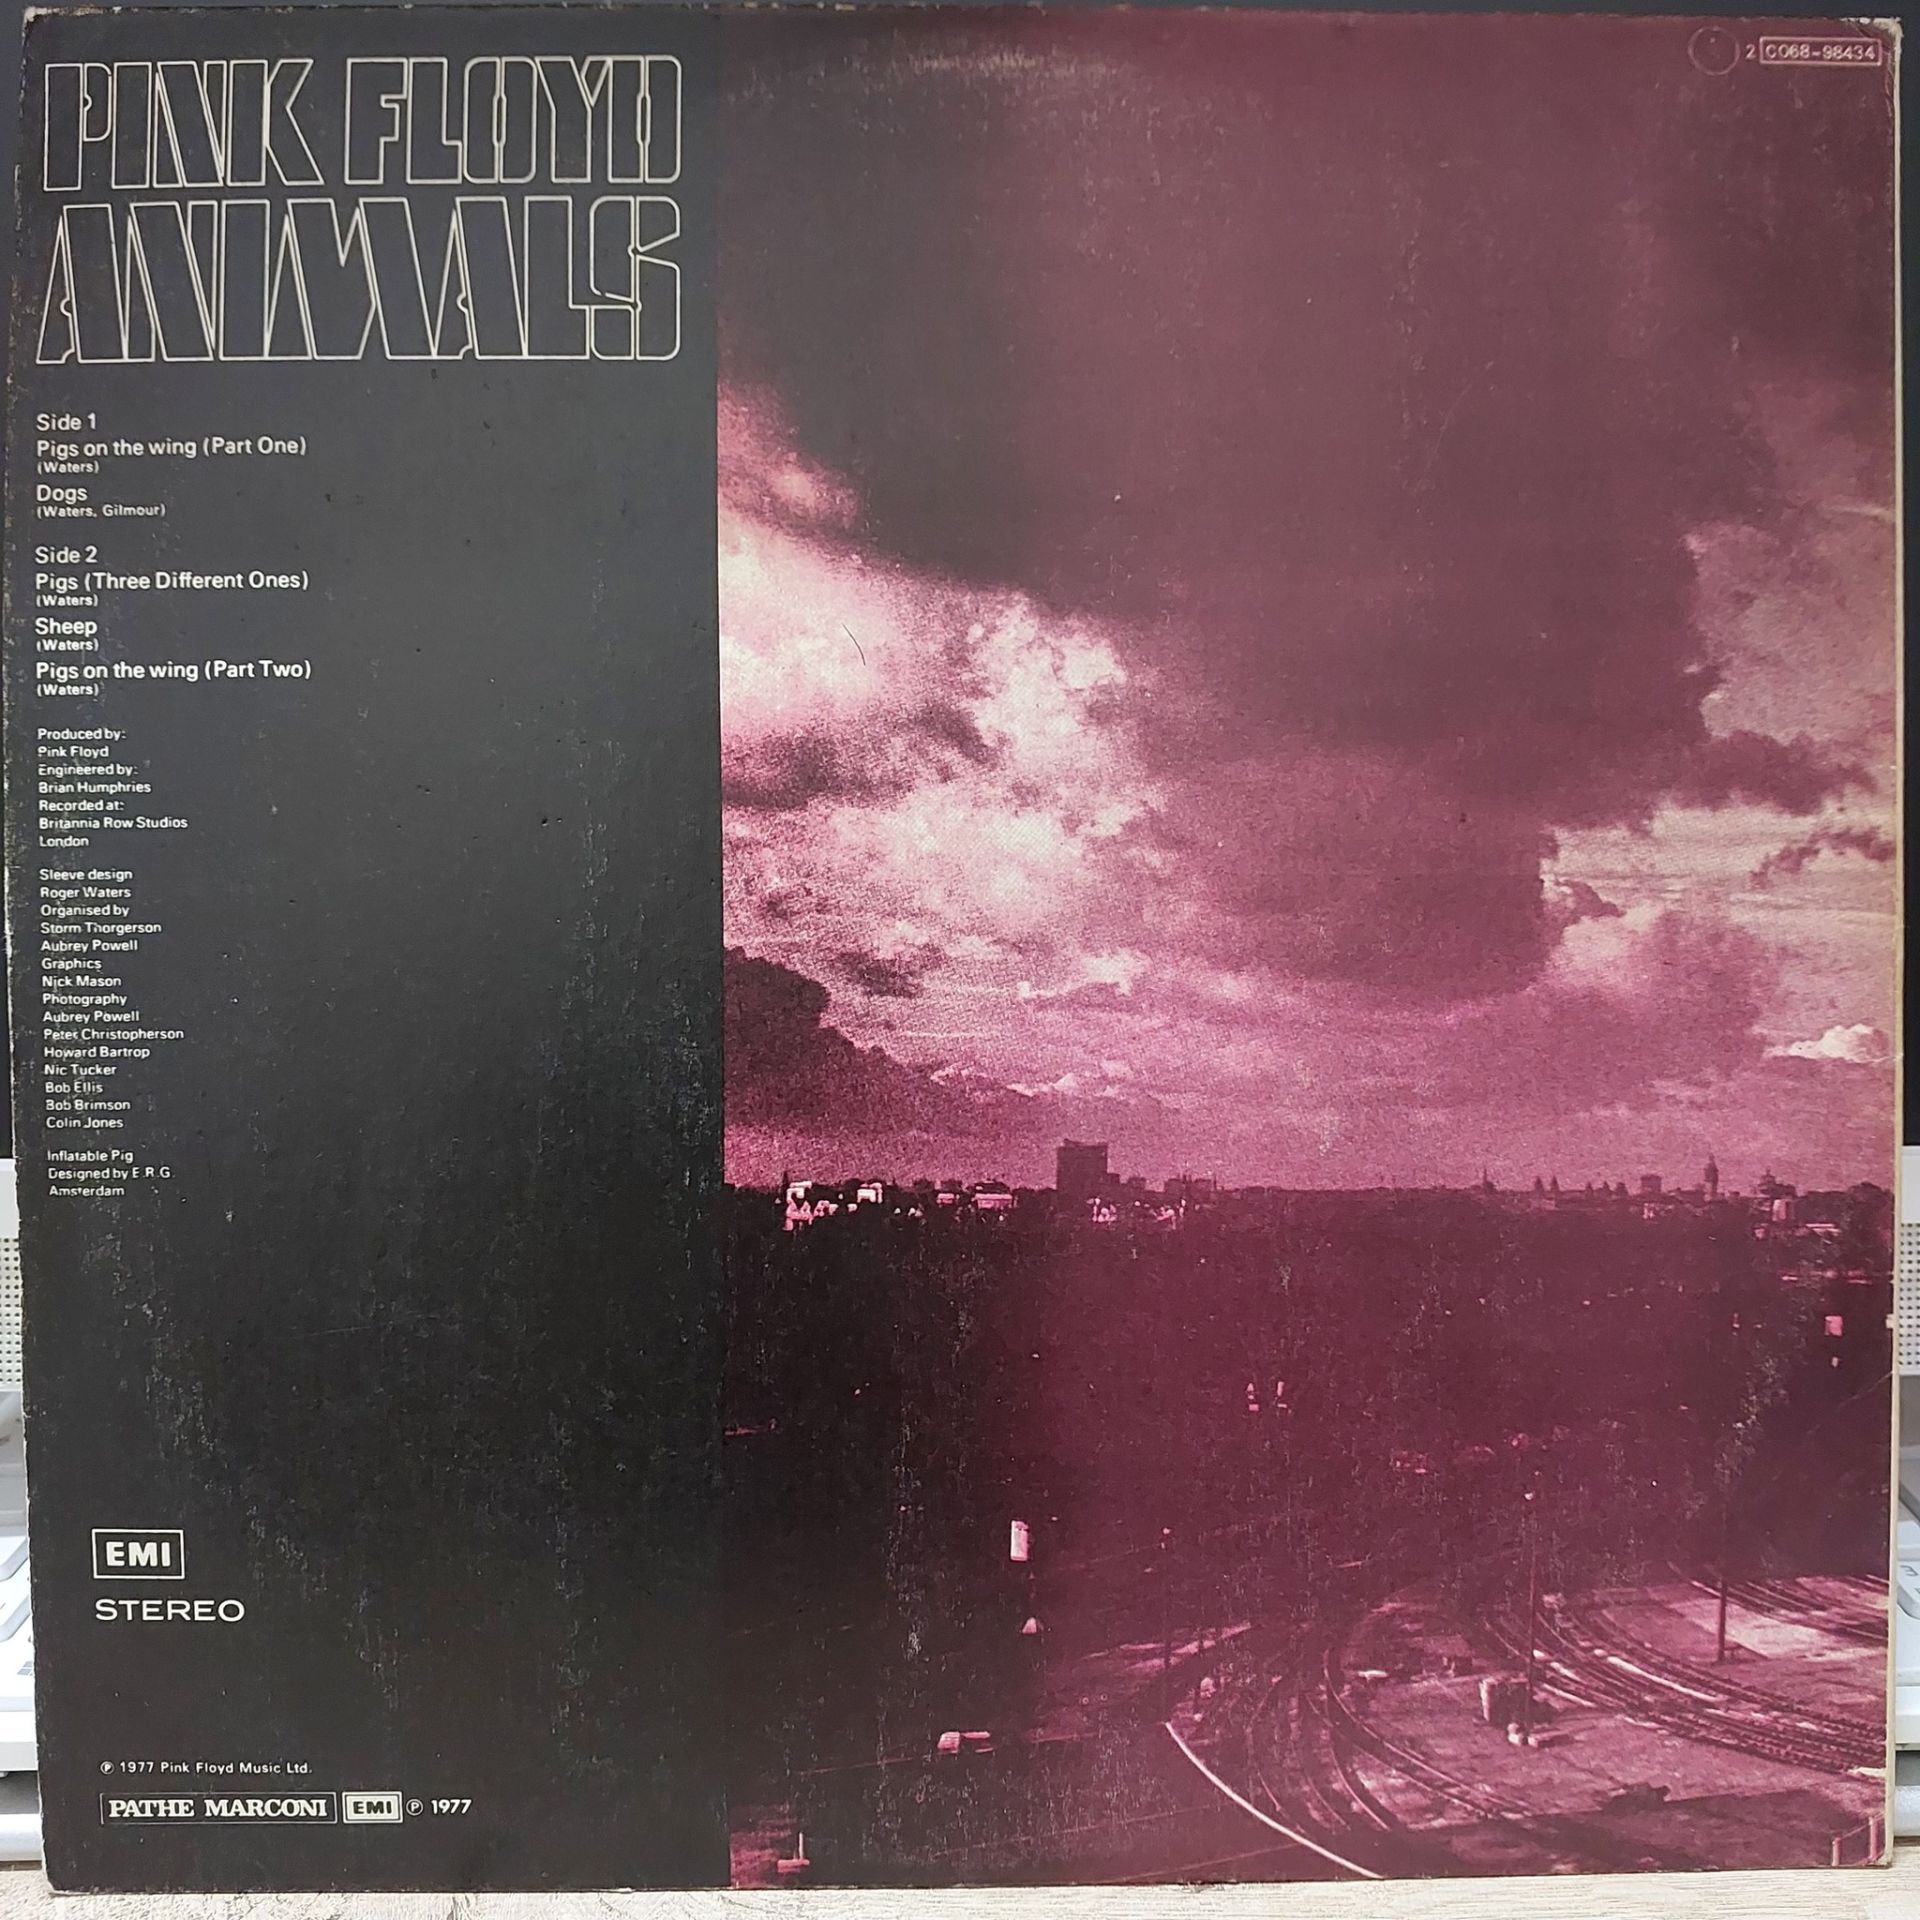 PINK FLOYD
ANIMALS
2 C068-98434
Side 1
Pigs on the wing (Part One)
(Waters)
Dogs
(Waters, Gilmour)
Side 2
Pigs (Three Different Ones)
(Waters)
Sheep
(Waters)
Pigs on the wing (Part Two)
(Waters)
Produced by:
Pink Floyd
Engineered by:
Brian Humphries
Recorded at:
Britannia Row Studios
London
Sleeve design
Roger Waters
Organised by
Storm Thorgerson
Aubrey Powell
Graphics
Nick Mason
Photography
Aubrey Powell
Peter Christopherson
Howard Bartrop
Nic Tucker
Bob Ellis
Bob Brimson
Colin Jones
Inflatable Pig
Designed by E.R.G.
Amsterdam
EMI
STEREO
℗ 1977 Pink Floyd Music Ltd.
PATHE MARCONI EMI ℗ 1977